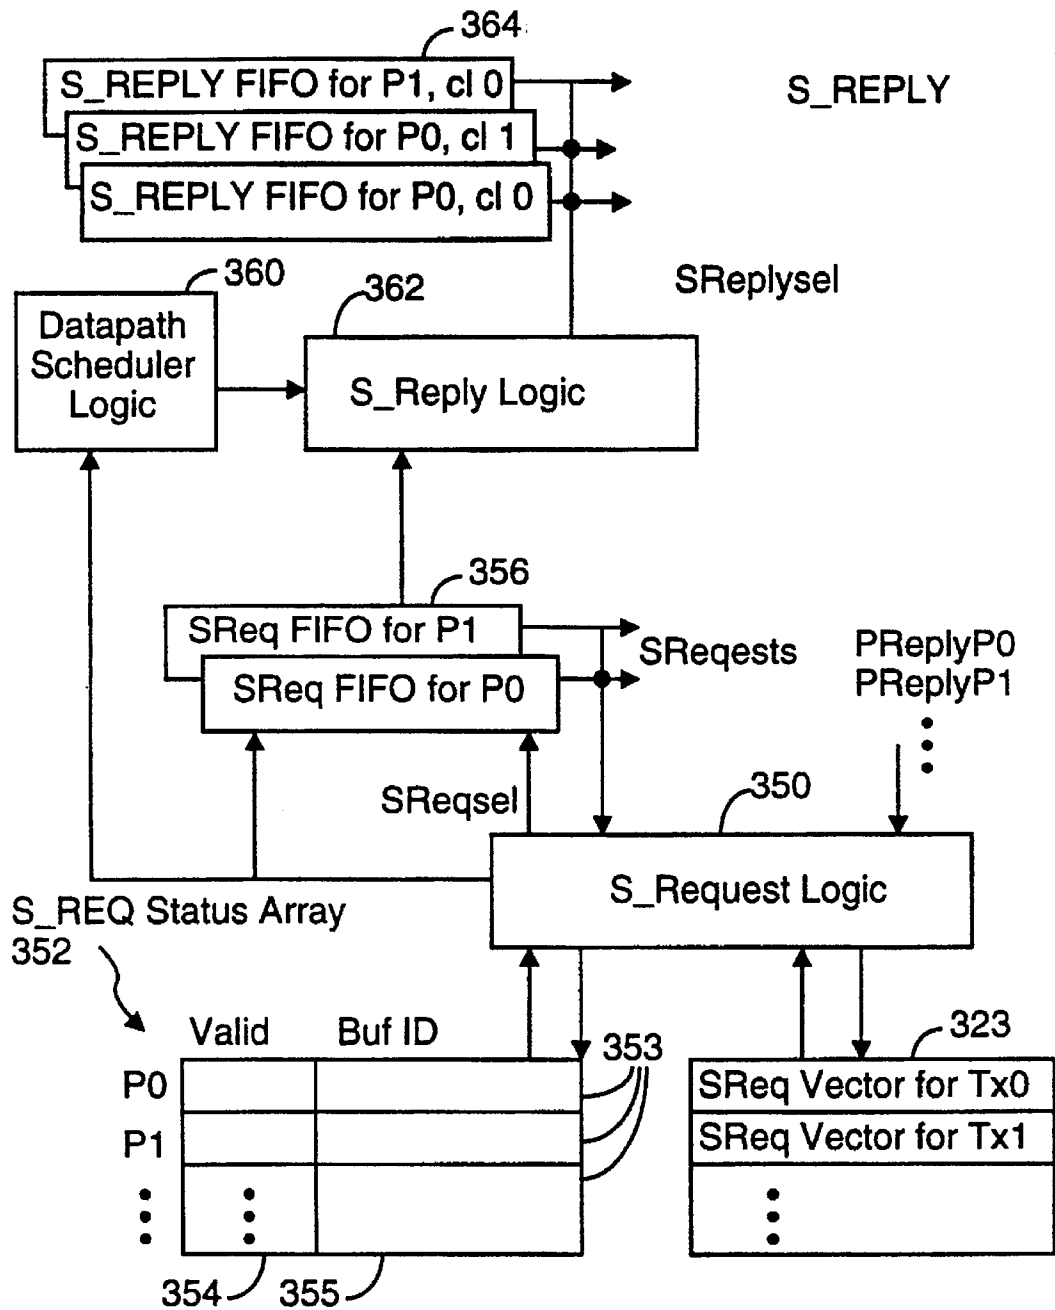 364
S_REPLY FIFO for P1, cl 0
S_REPLY
S_REPLY FIFO for P0, cl 1
S_REPLY FIFO for P0, cl 0
360
362
SReplysel
Datapath
Scheduler
Logic
S_Reply Logic
356
SReq FIFO for P1
SReqests
PReplyP0
SReq FIFO for P0
PReplyP1
SReqsel
350
S_Request Logic
S_REQ Status Array
352
Valid
Buf ID
353
323
P0
SReq Vector for Tx0
P1
SReq Vector for Tx1
354
355